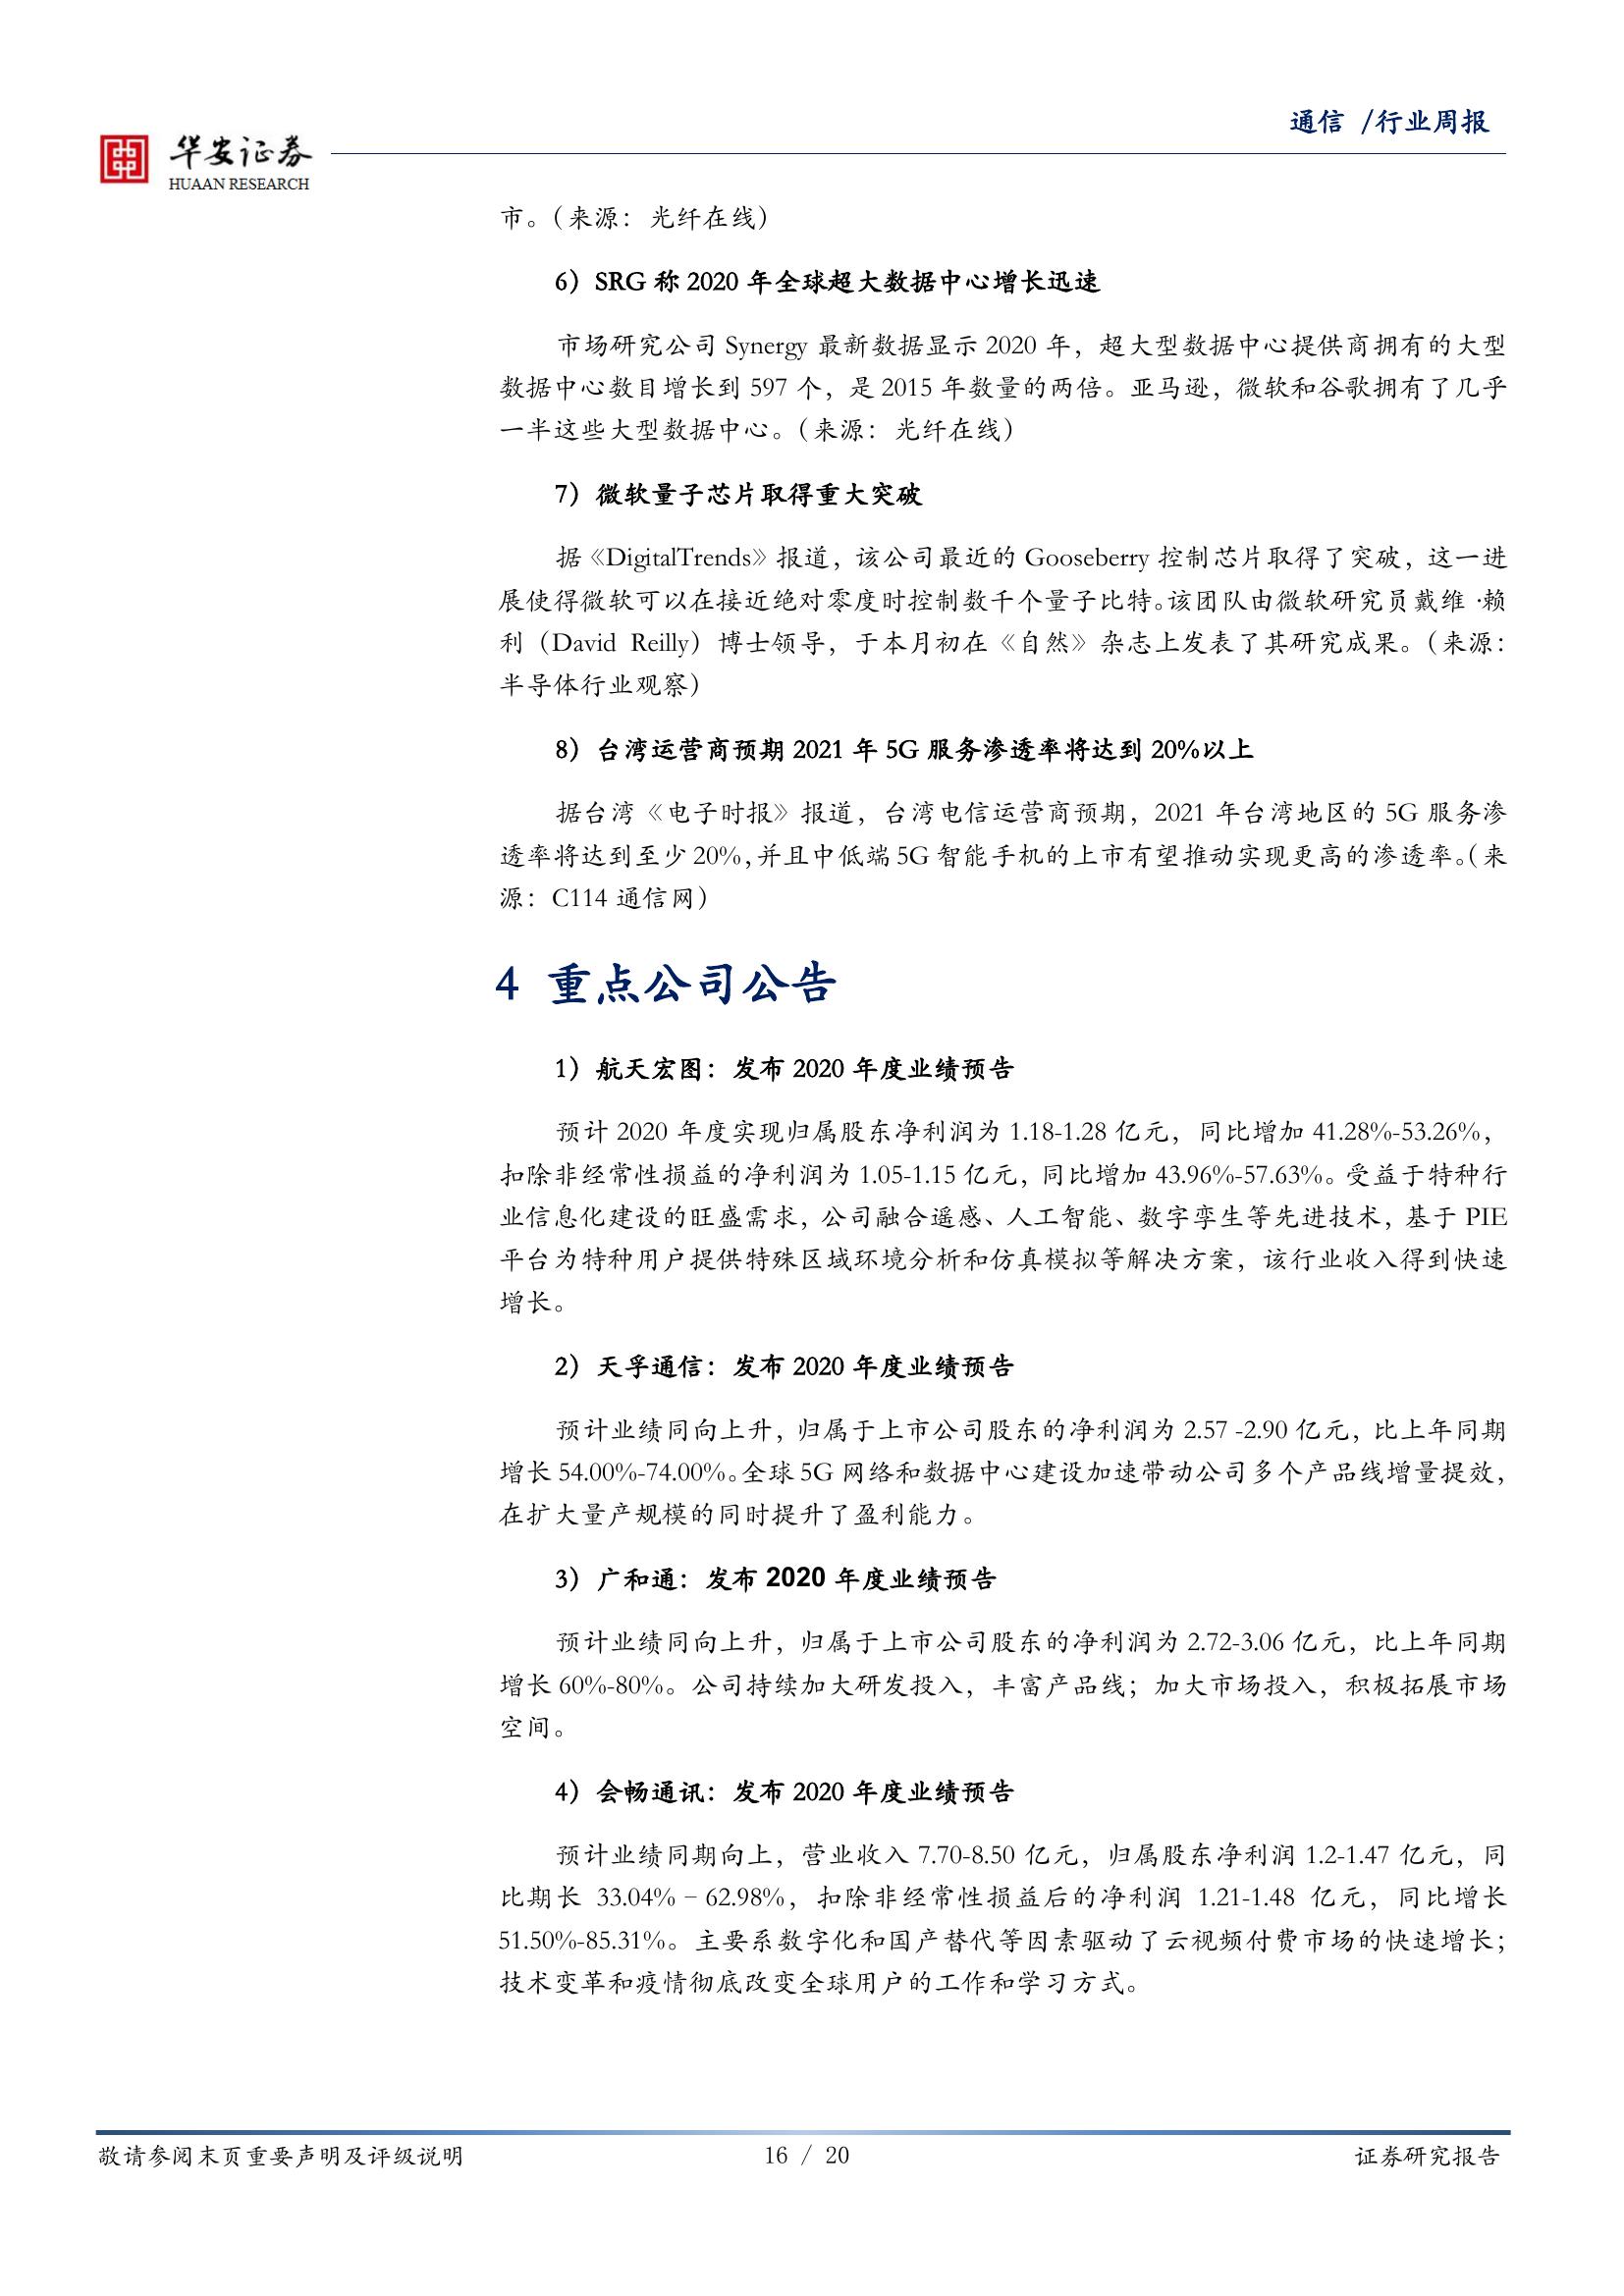 通信 /行业周报
华安证券
HUAAN RESEARCH
市。（来源：光纤在线）
6）SRG 称 2020 年全球超大数据中心增长迅速
市场研究公司 Synergy 最新数据显示 2020 年，超大型数据中心提供商拥有的大型
数据中心数目增长到 597 个，是 2015 年数量的两倍。亚马逊，微软和谷歌拥有了几乎
一半这些大型数据中心。（来源：光纤在线）
7）微软量子芯片取得重大突破
据《DigitalTrends》报道，该公司最近的 Gooseberry 控制芯片取得了突破，这一进
展使得微软可以在接近绝对零度时控制数千个量子比特。该团队由微软研究员戴维 ·赖
利（David Reilly）博士领导，于本月初在《自然》杂志上发表了其研究成果。（来源：
半导体行业观察）
8）台湾运营商预期 2021 年 5G 服务渗透率将达到 20%以上
据台湾《电子时报》报道，台湾电信运营商预期，2021 年台湾地区的 5G 服务渗
透率将达到至少 20%，并且中低端 5G 智能手机的上市有望推动实现更高的渗透率。（来
源：C114 通信网）
4 重点公司公告
1）航天宏图：发布 2020 年度业绩预告
预计 2020 年度实现归属股东净利润为 1.18-1.28 亿元，同比增加 41.28%-53.26%，
扣除非经常性损益的净利润为 1.05-1.15 亿元，同比增加 43.96%-57.63%。受益于特种行
业信息化建设的旺盛需求，公司融合遥感、人工智能、数字孪生等先进技术，基于 PIE
平台为特种用户提供特殊区域环境分析和仿真模拟等解决方案，该行业收入得到快速
增长。
2）天孚通信：发布 2020 年度业绩预告
预计业绩同向上升，归属于上市公司股东的净利润为 2.57 -2.90 亿元，比上年同期
增长 54.00%-74.00%。全球 5G 网络和数据中心建设加速带动公司多个产品线增量提效，
在扩大量产规模的同时提升了盈利能力。
3）广和通：发布 2020 年度业绩预告
预计业绩同向上升，归属于上市公司股东的净利润为 2.72-3.06 亿元，比上年同期
增长 60%-80%。公司持续加大研发投入，丰富产品线；加大市场投入，积极拓展市场
空间。
4）会畅通讯：发布 2020 年度业绩预告
预计业绩同期向上，营业收入 7.70-8.50 亿元，归属股东净利润 1.2-1.47 亿元，同
比期长 33.04%－62.98%，扣除非经常性损益后的净利润 1.21-1.48 亿元，同比增长
51.50%-85.31%。主要系数字化和国产替代等因素驱动了云视频付费市场的快速增长；
技术变革和疫情彻底改变全球用户的工作和学习方式。
敬请参阅末页重要声明及评级说明
16 / 20
证券研究报告